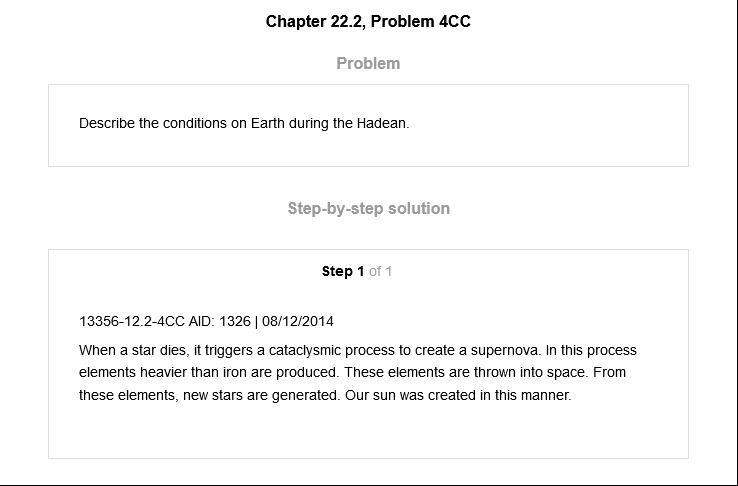 Chapter 22.2, Problem 4CC
Problem
Describe the conditions on Earth during the Hadean.
Step-by-step solution
Step 1 of 1
13356-12.2-4CC AID: 1326 | 08/12/2014
When a star dies, it triggers a cataclysmic process to create a supernova. In this process
elements heavier than iron are produced. These elements are thrown into space. From
these elements, new stars are generated. Our sun was created in this manner.